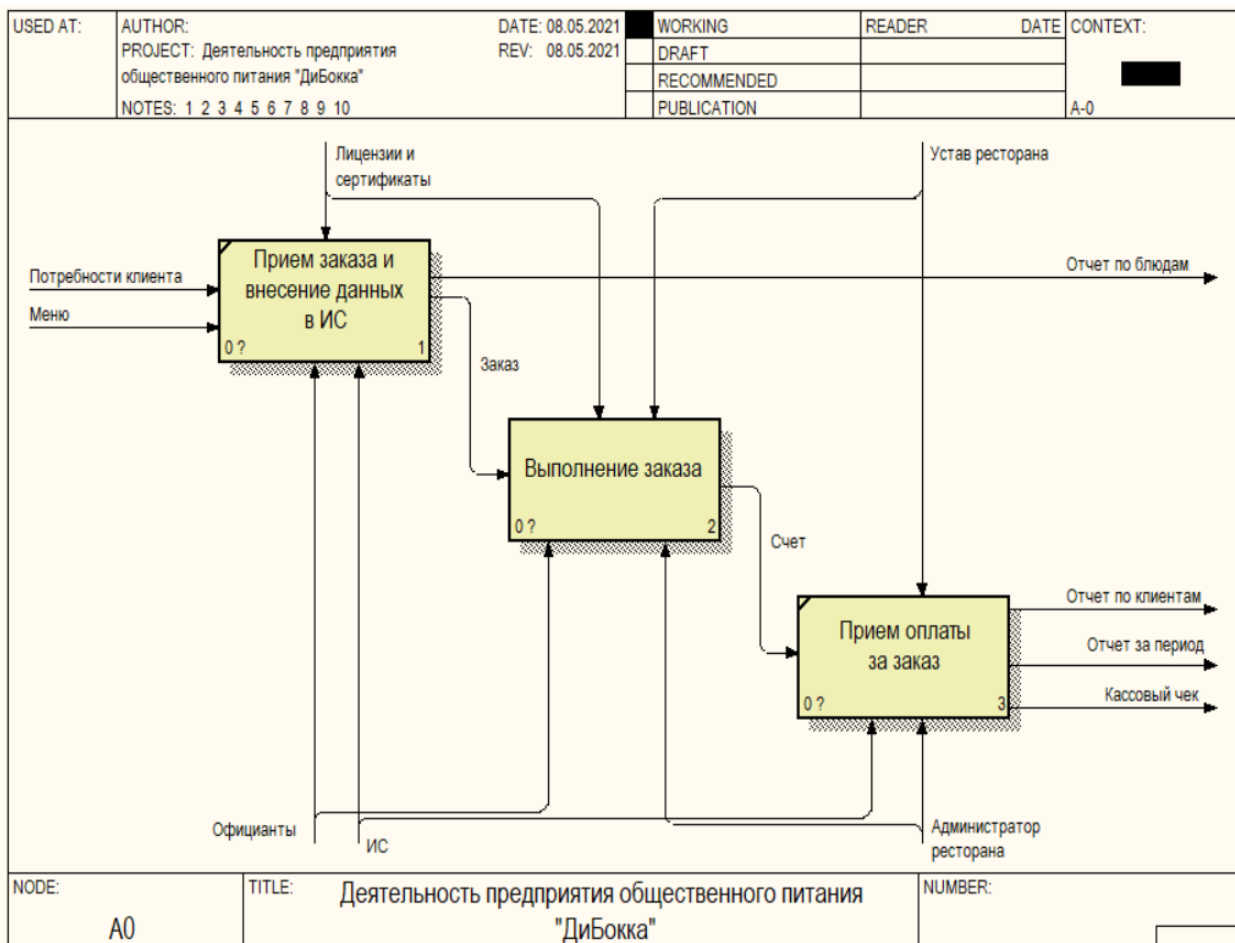 USED AT:
AUTHOR:
DATE: 08.05.2021
PROJECT: Деятельность предприятия
REV: 08.05.2021
общественного питания "ДиБокка"
NOTES: 1 2 3 4 5 6 7 8 9 10
WORKING
DRAFT
RECOMMENDED
PUBLICATION
READER DATE
CONTEXT:
A-0
Лицензии и
сертификаты
Устав ресторана
Потребности клиента
Меню
Прием заказа и
внесение данных
в ИС
0 ? 1
Отчет по блюдам
Заказ
Выполнение заказа
0 ? 2
Счет
Прием оплаты
за заказ
0 ? 3
Отчет по клиентам
Отчет за период
Кассовый чек
Официанты
ИС
Администратор
ресторана
NODE:
A0
TITLE:
Деятельность предприятия общественного питания
"ДиБокка"
NUMBER: